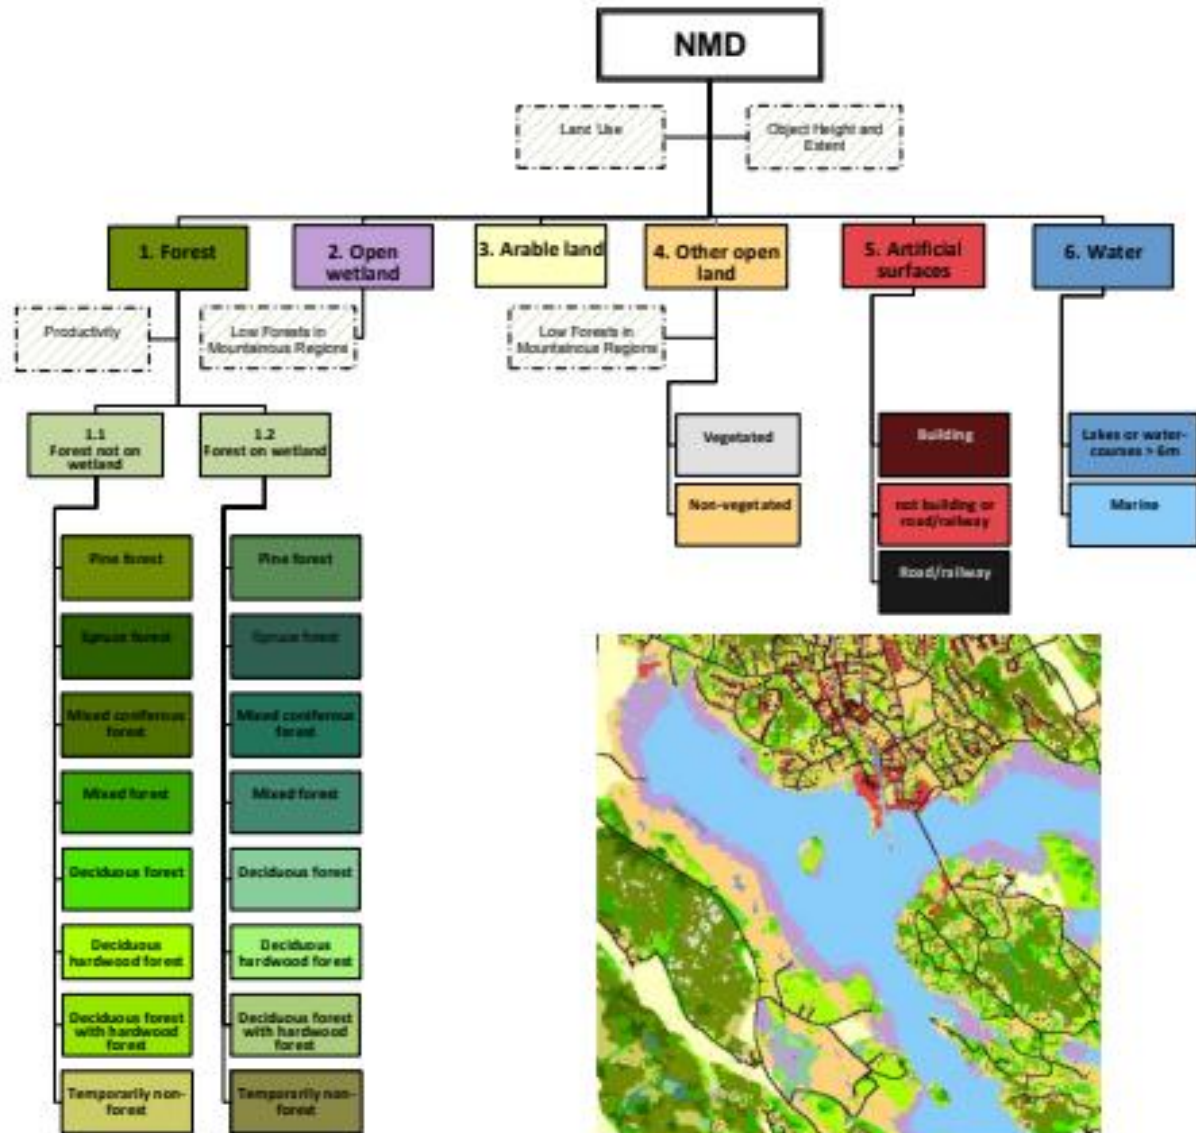 NMD
Land Use
Object Height and
Extent
1. Forest
2. Open
wetland
3. Arable land
4. Other open
land
5. Artificial
surfaces
6. Water
Productivity
Low Forests in
Mountainous Regions
Low Forests in
Mountainous Regions
1.1
Forest not on
wetland
1.2
Forest on wetland
Vegetated
Non-vegetated
Building
not building or
road/railway
Road/railway
Lakes or water-
courses > 6m
Marine
Pine forest
Spruce forest
Mixed coniferous
forest
Mixed forest
Deciduous forest
Deciduous
hardwood forest
Deciduous forest
with hardwood
forest
Temporarily non-
forest
Pine forest
Spruce forest
Mixed coniferous
forest
Mixed forest
Deciduous forest
Deciduous
hardwood forest
Deciduous forest
with hardwood
forest
Temporarily non-
forest